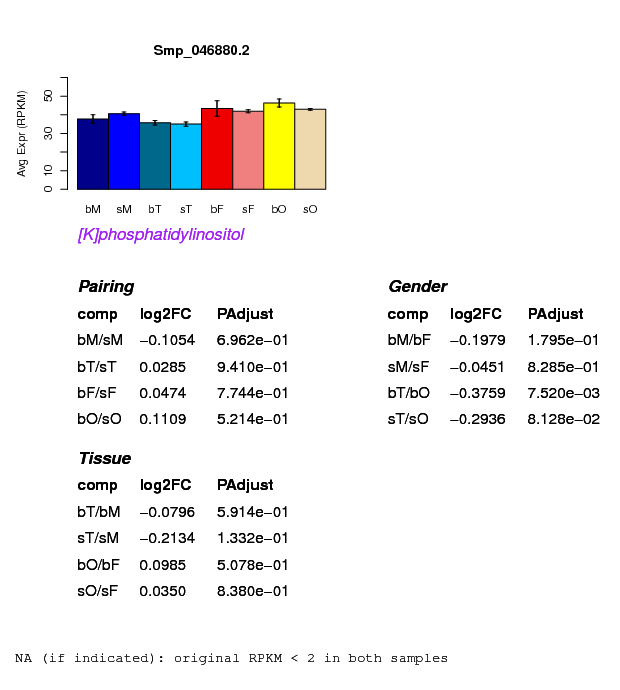 Smp_046880.2
Avg Expr (RPKM)
50
30
10
0
bM sM bT sT bF sF bO sO
[K]phosphatidylinositol
Pairing
comp log2FC PAdjust
bM/sM −0.1054 6.962e−01
bT/sT 0.0285 9.410e−01
bF/sF 0.0474 7.744e−01
bO/sO 0.1109 5.214e−01
Gender
comp log2FC PAdjust
bM/bF −0.1979 1.795e−01
sM/sF −0.0451 8.285e−01
bT/bO −0.3759 7.520e−03
sT/sO −0.2936 8.128e−02
Tissue
comp log2FC PAdjust
bT/bM −0.0796 5.914e−01
sT/sM −0.2134 1.332e−01
bO/bF 0.0985 5.078e−01
sO/sF 0.0350 8.380e−01
NA (if indicated): original RPKM < 2 in both samples